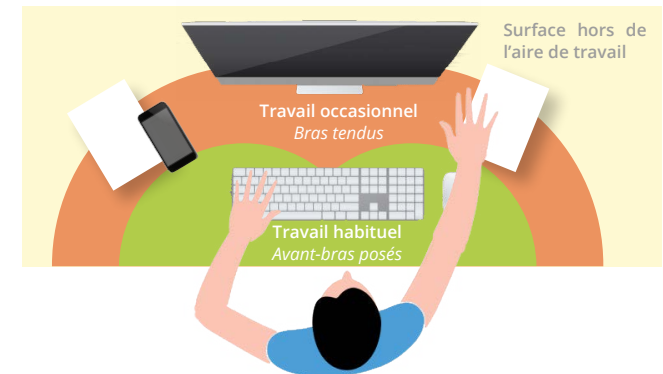 Surface hors de
l’aire de travail
Travail occasionnel
Bras tendus
Travail habituel
Avant-bras posés